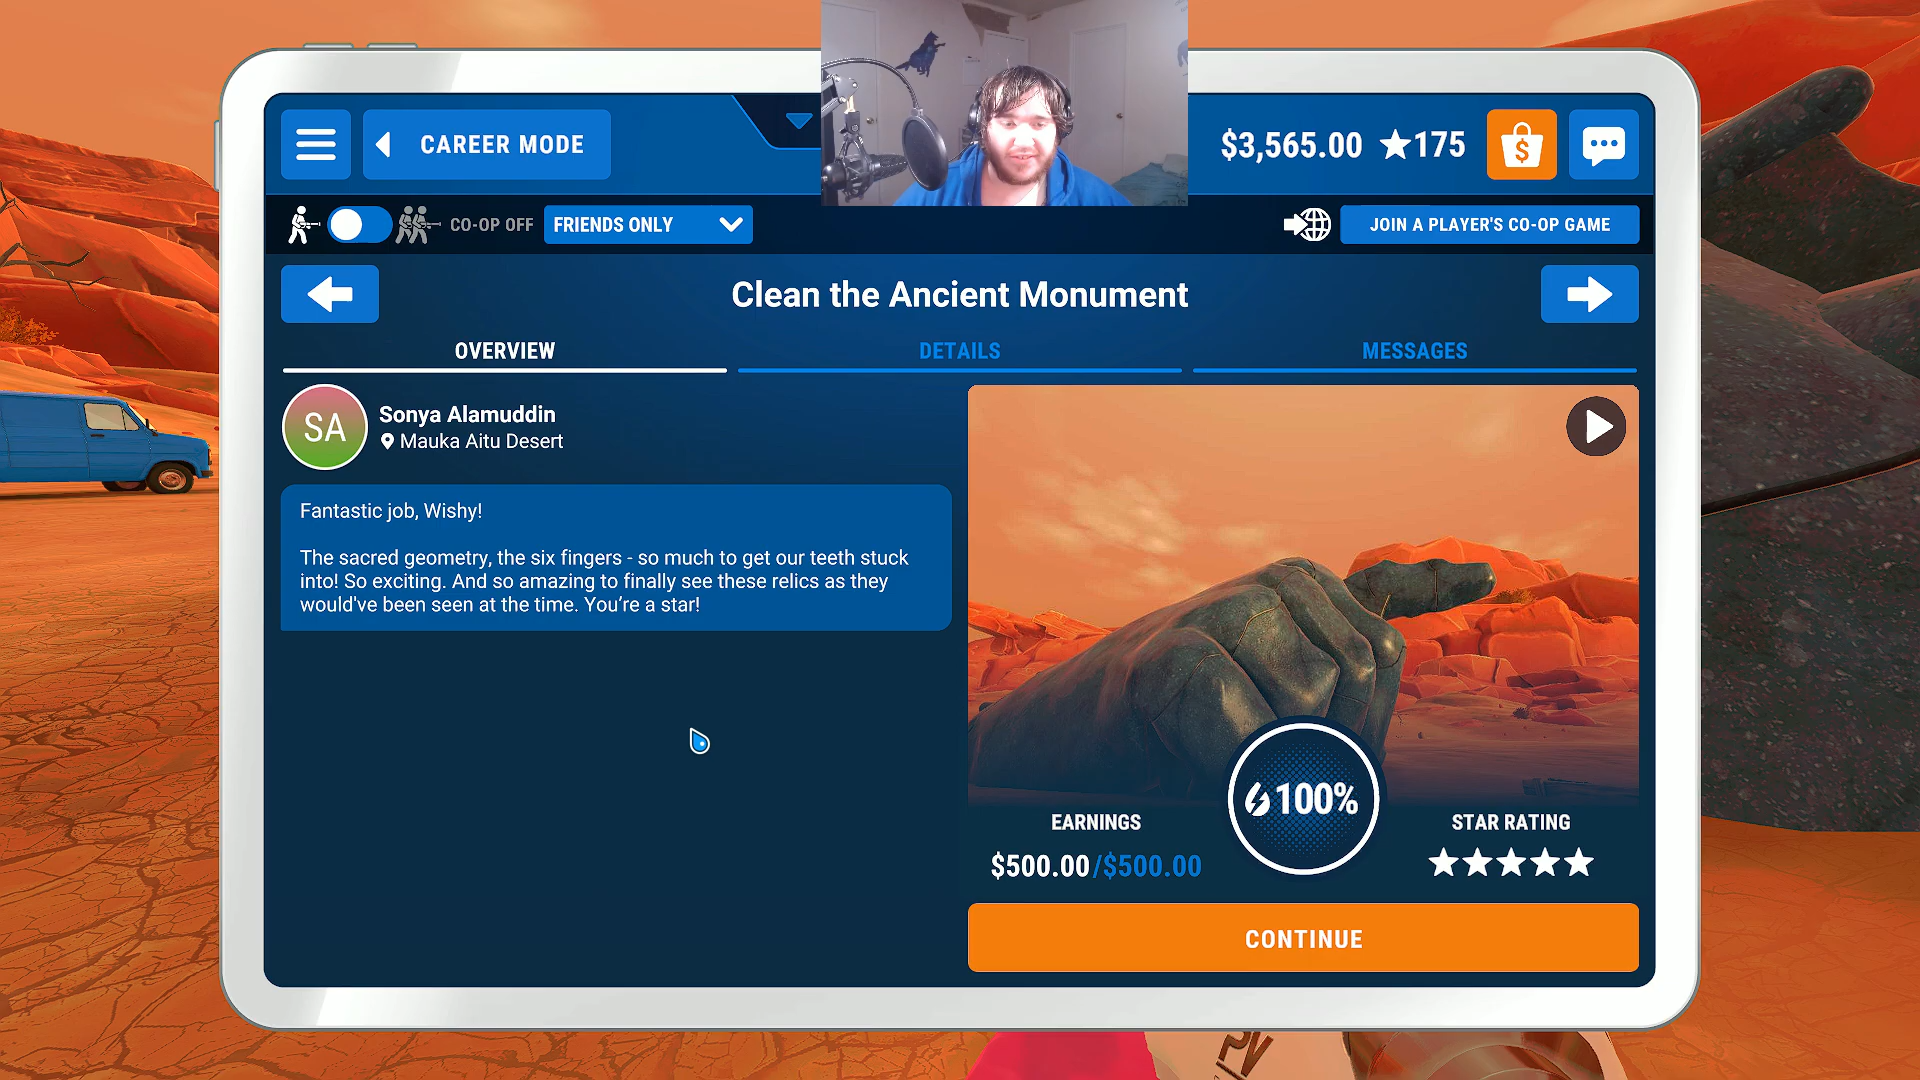 CAREER MODE
$3,565.00 ★175
CO-OP OFF
FRIENDS ONLY
JOIN A PLAYER'S CO-OP GAME
Clean the Ancient Monument
OVERVIEW
DETAILS
MESSAGES
SA
Sonya Alamuddin
Mauka Aitu Desert
Fantastic job, Wishy!
The sacred geometry, the six fingers - so much to get our teeth stuck
into! So exciting. And so amazing to finally see these relics as they
would've been seen at the time. You're a star!
100%
EARNINGS
$500.00/$500.00
STAR RATING
CONTINUE
PV